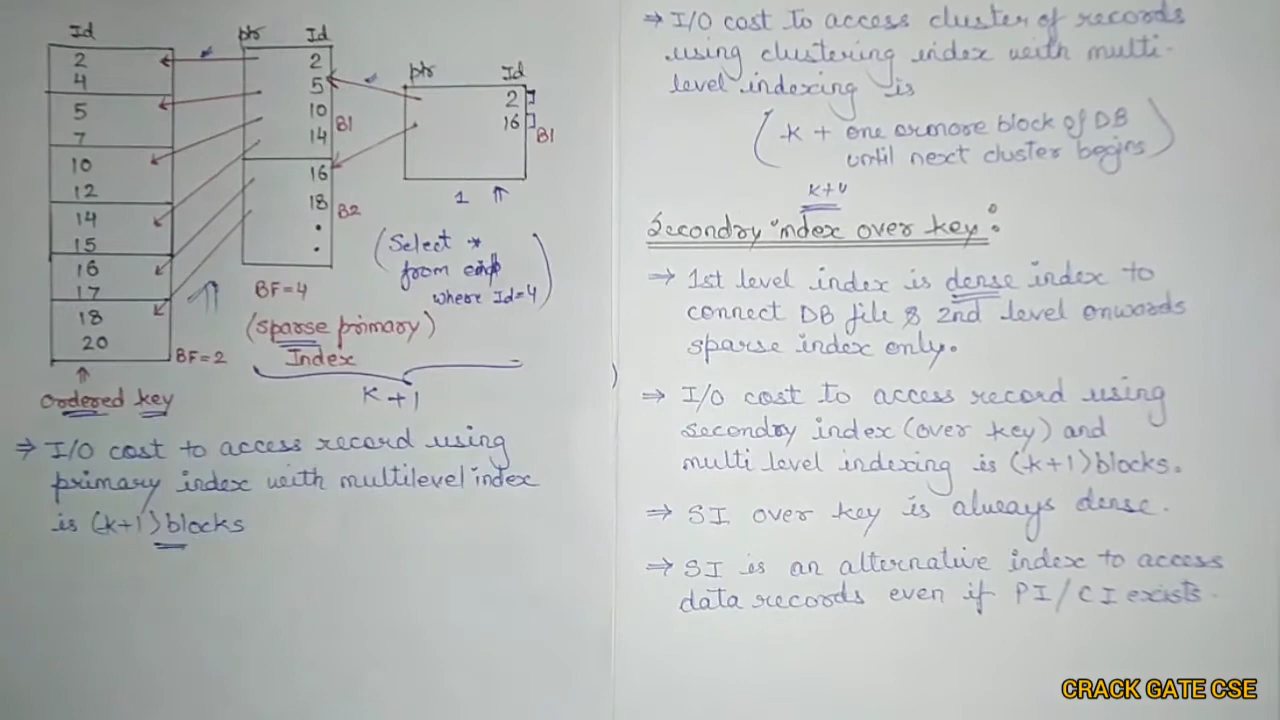 Id
2
4
5
7
10
12
14
15
16
17
18
20
BF=2
ordered key
ptr Id
2
5
10
14
B1
16
18
B2
BF=4
(sparse primary)
Index
ptr Id
2
16
B1
1
(Select *
from emp
where Id=4)
K+1
⇒ I/O cost to access record using
primary index with multilevel index
is (k+1) blocks
⇒ I/O cost to access cluster of records
using clustering index with multi-
level indexing is
(K + one or more block of DB
until next cluster begins)
Secondry index over key:
⇒ 1st level index is dense index to
connect DB file & 2nd level onwords
sparse index only.
⇒ I/O cost to access record using
secondry index (over key) and
multi level indexing is (k+1) blocks.
⇒ SI over key is always dense.
⇒ SI is an alternative index to access
data records even if PI/CI exists.
CRACK GATE CSE